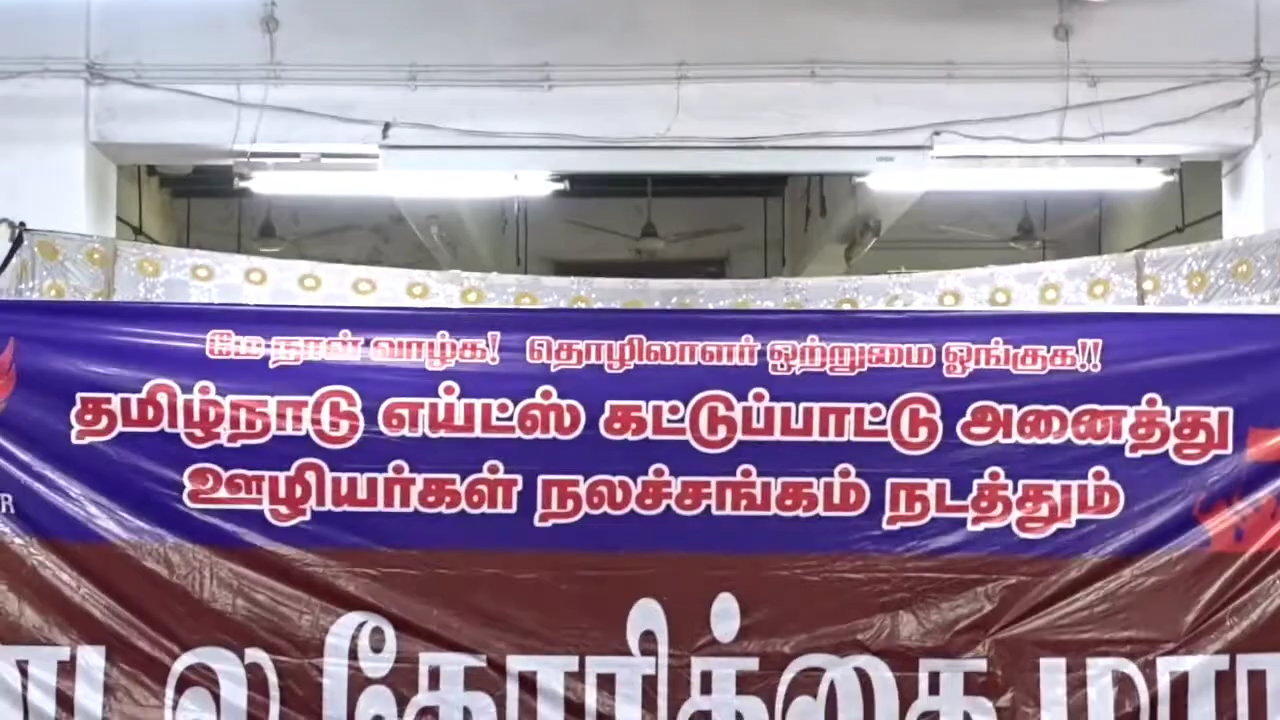 மே நாள் வாழ்க! தொழிலாளர் ஒற்றுமை ஓங்குக!!
தமிழ்நாடு எய்ட்ஸ் கட்டுப்பாட்டு அனைத்து
ஊழியர்கள் நலச்சங்கம் நடத்தும்
கோரிக்கை